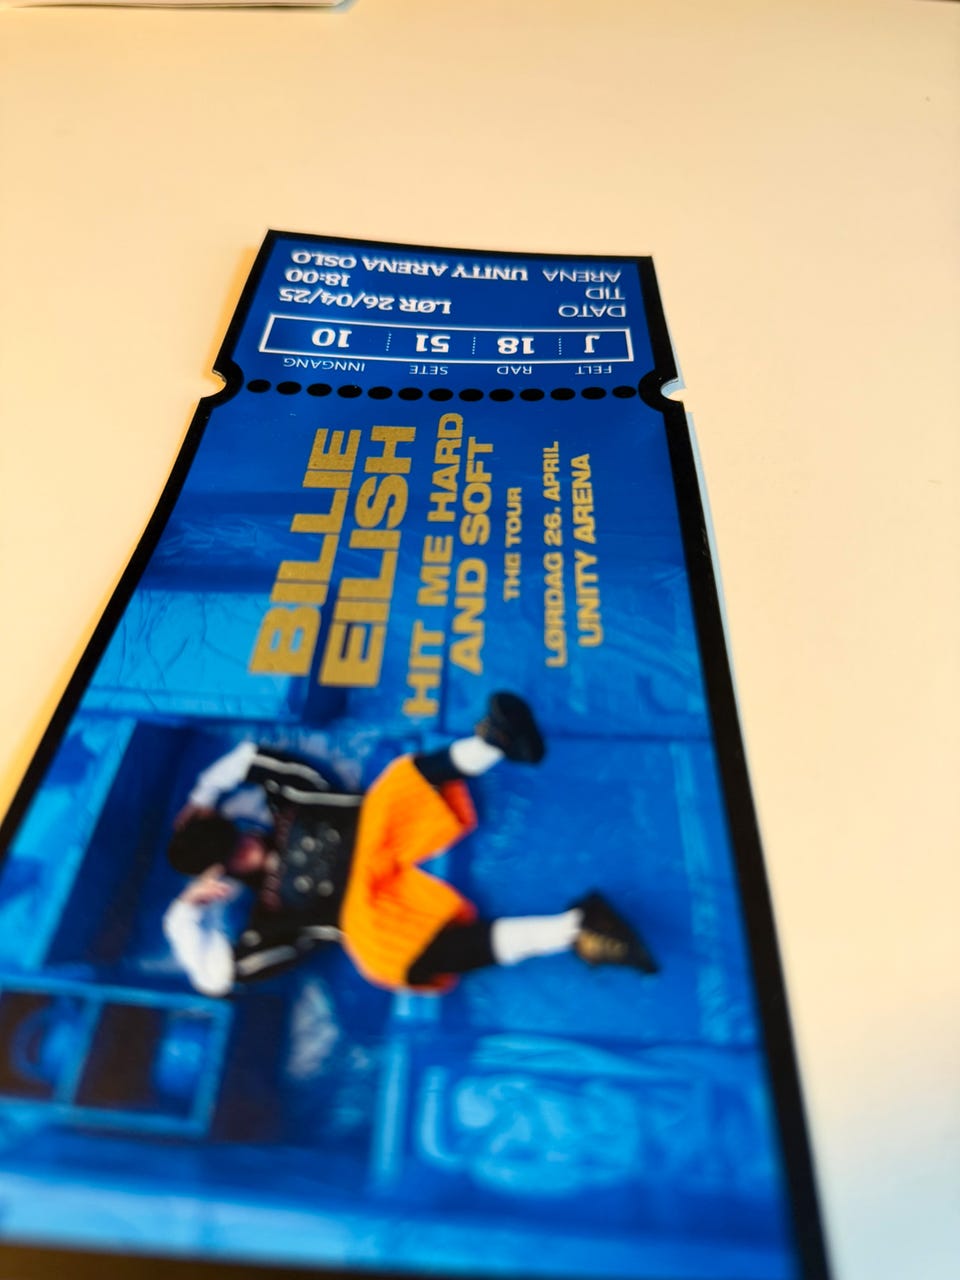 BILLIE
EILISH
HIT ME HARD
AND SOFT
THE TOUR
LØRDAG 26. APRIL
UNITY ARENA
FELT RAD SETE INNGANG
J 18 51 10
DATO LØR 26/04/25
TID 18:00
ARENA UNITY ARENA OSLO